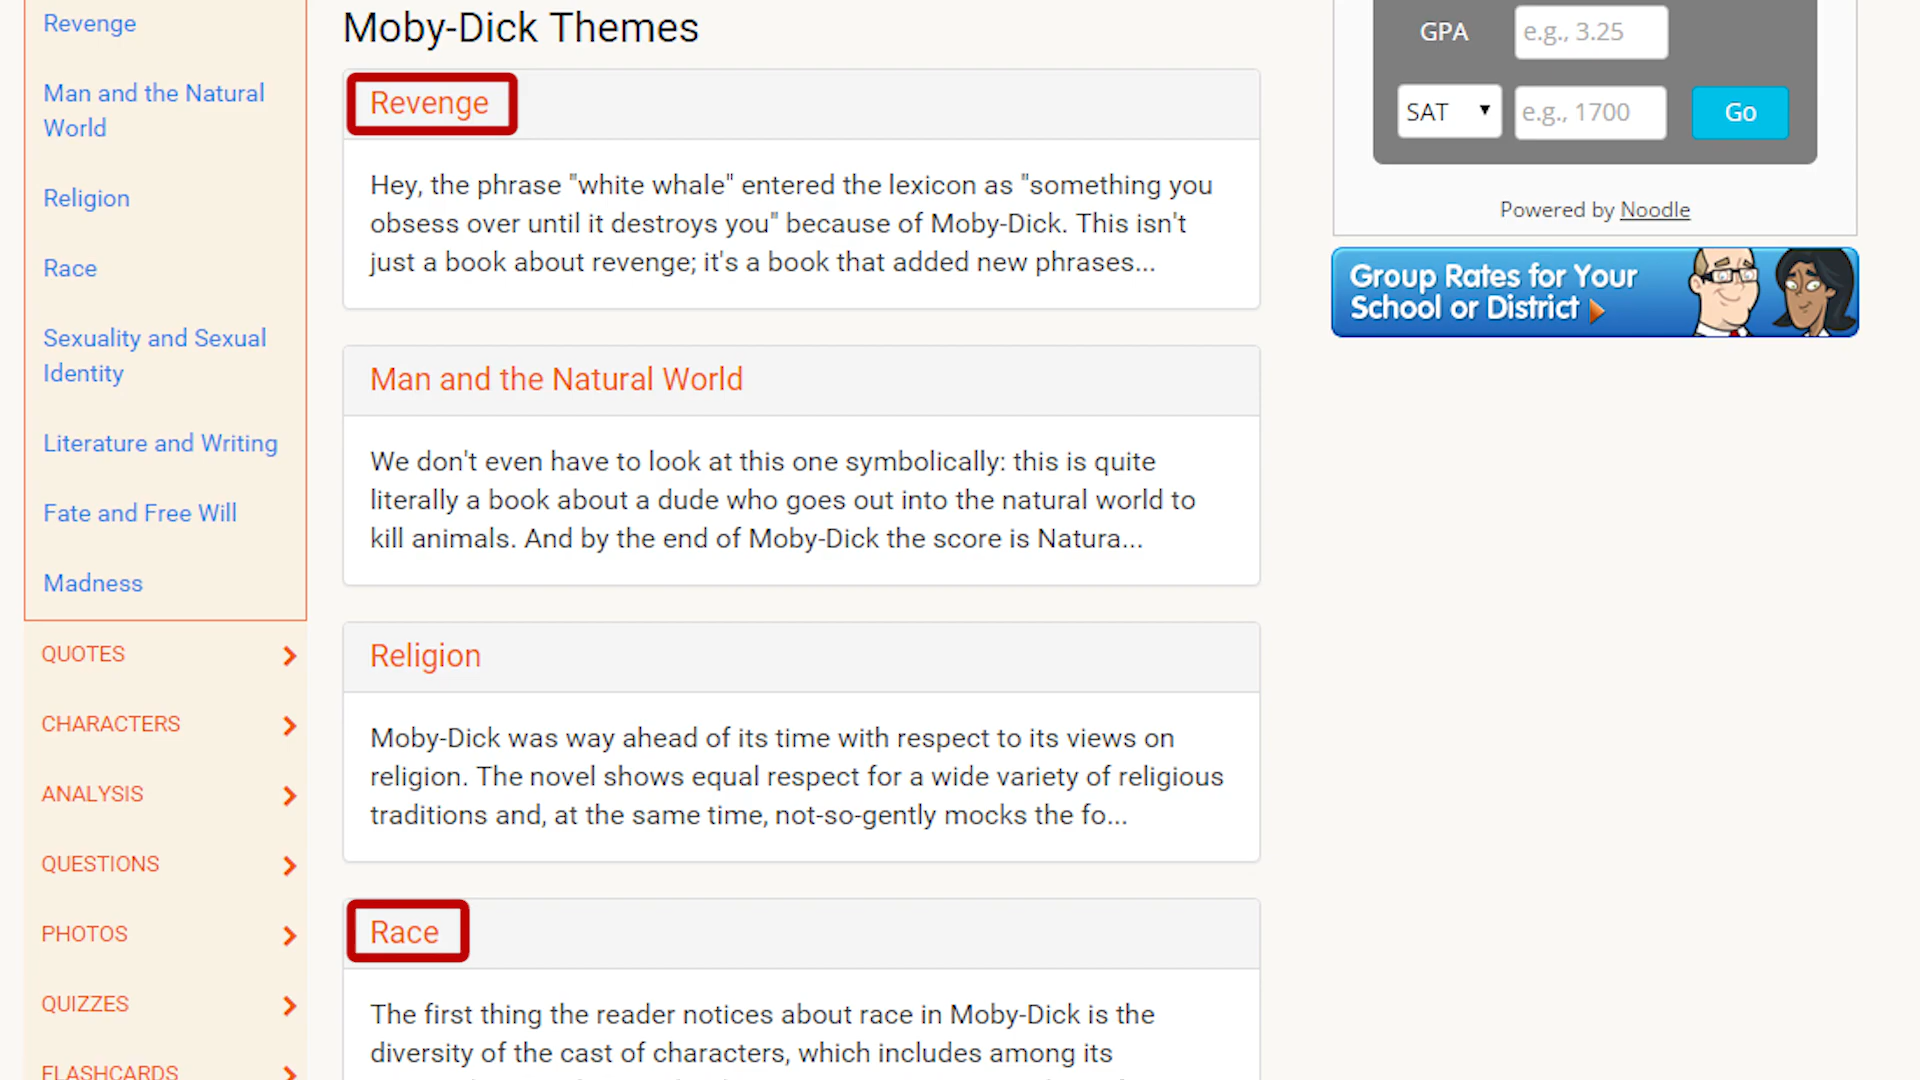 Revenge
Man and the Natural
World
Religion
Race
Sexuality and Sexual
Identity
Literature and Writing
Fate and Free Will
Madness
QUOTES
CHARACTERS
ANALYSIS
QUESTIONS
PHOTOS
QUIZZES
FLASHCARDS
Moby-Dick Themes
Revenge
Hey, the phrase "white whale" entered the lexicon as "something you
obsess over until it destroys you" because of Moby-Dick. This isn't
just a book about revenge; it's a book that added new phrases...
Man and the Natural World
We don't even have to look at this one symbolically: this is quite
literally a book about a dude who goes out into the natural world to
kill animals. And by the end of Moby-Dick the score is Natura...
Religion
Moby-Dick was way ahead of its time with respect to its views on
religion. The novel shows equal respect for a wide variety of religious
traditions and, at the same time, not-so-gently mocks the fo...
Race
The first thing the reader notices about race in Moby-Dick is the
diversity of the cast of characters, which includes among its
GPA e.g., 3.25
SAT e.g., 1700 Go
Powered by Noodle
Group Rates for Your
School or District